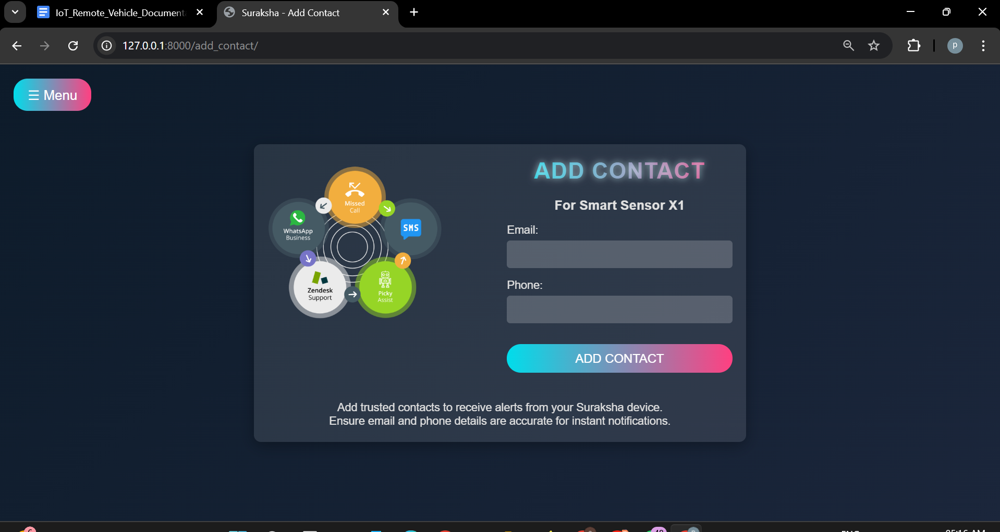 IoT_Remote_Vehicle_Document
Suraksha - Add Contact
127.0.0.1:8000/add_contact/
p
☰ Menu
Missed
Call
WhatsApp
Business
SMS
Zendesk
Support
Picky
Assist
ADD CONTACT
For Smart Sensor X1
Email:
Phone:
ADD CONTACT
Add trusted contacts to receive alerts from your Suraksha device.
Ensure email and phone details are accurate for instant notifications.